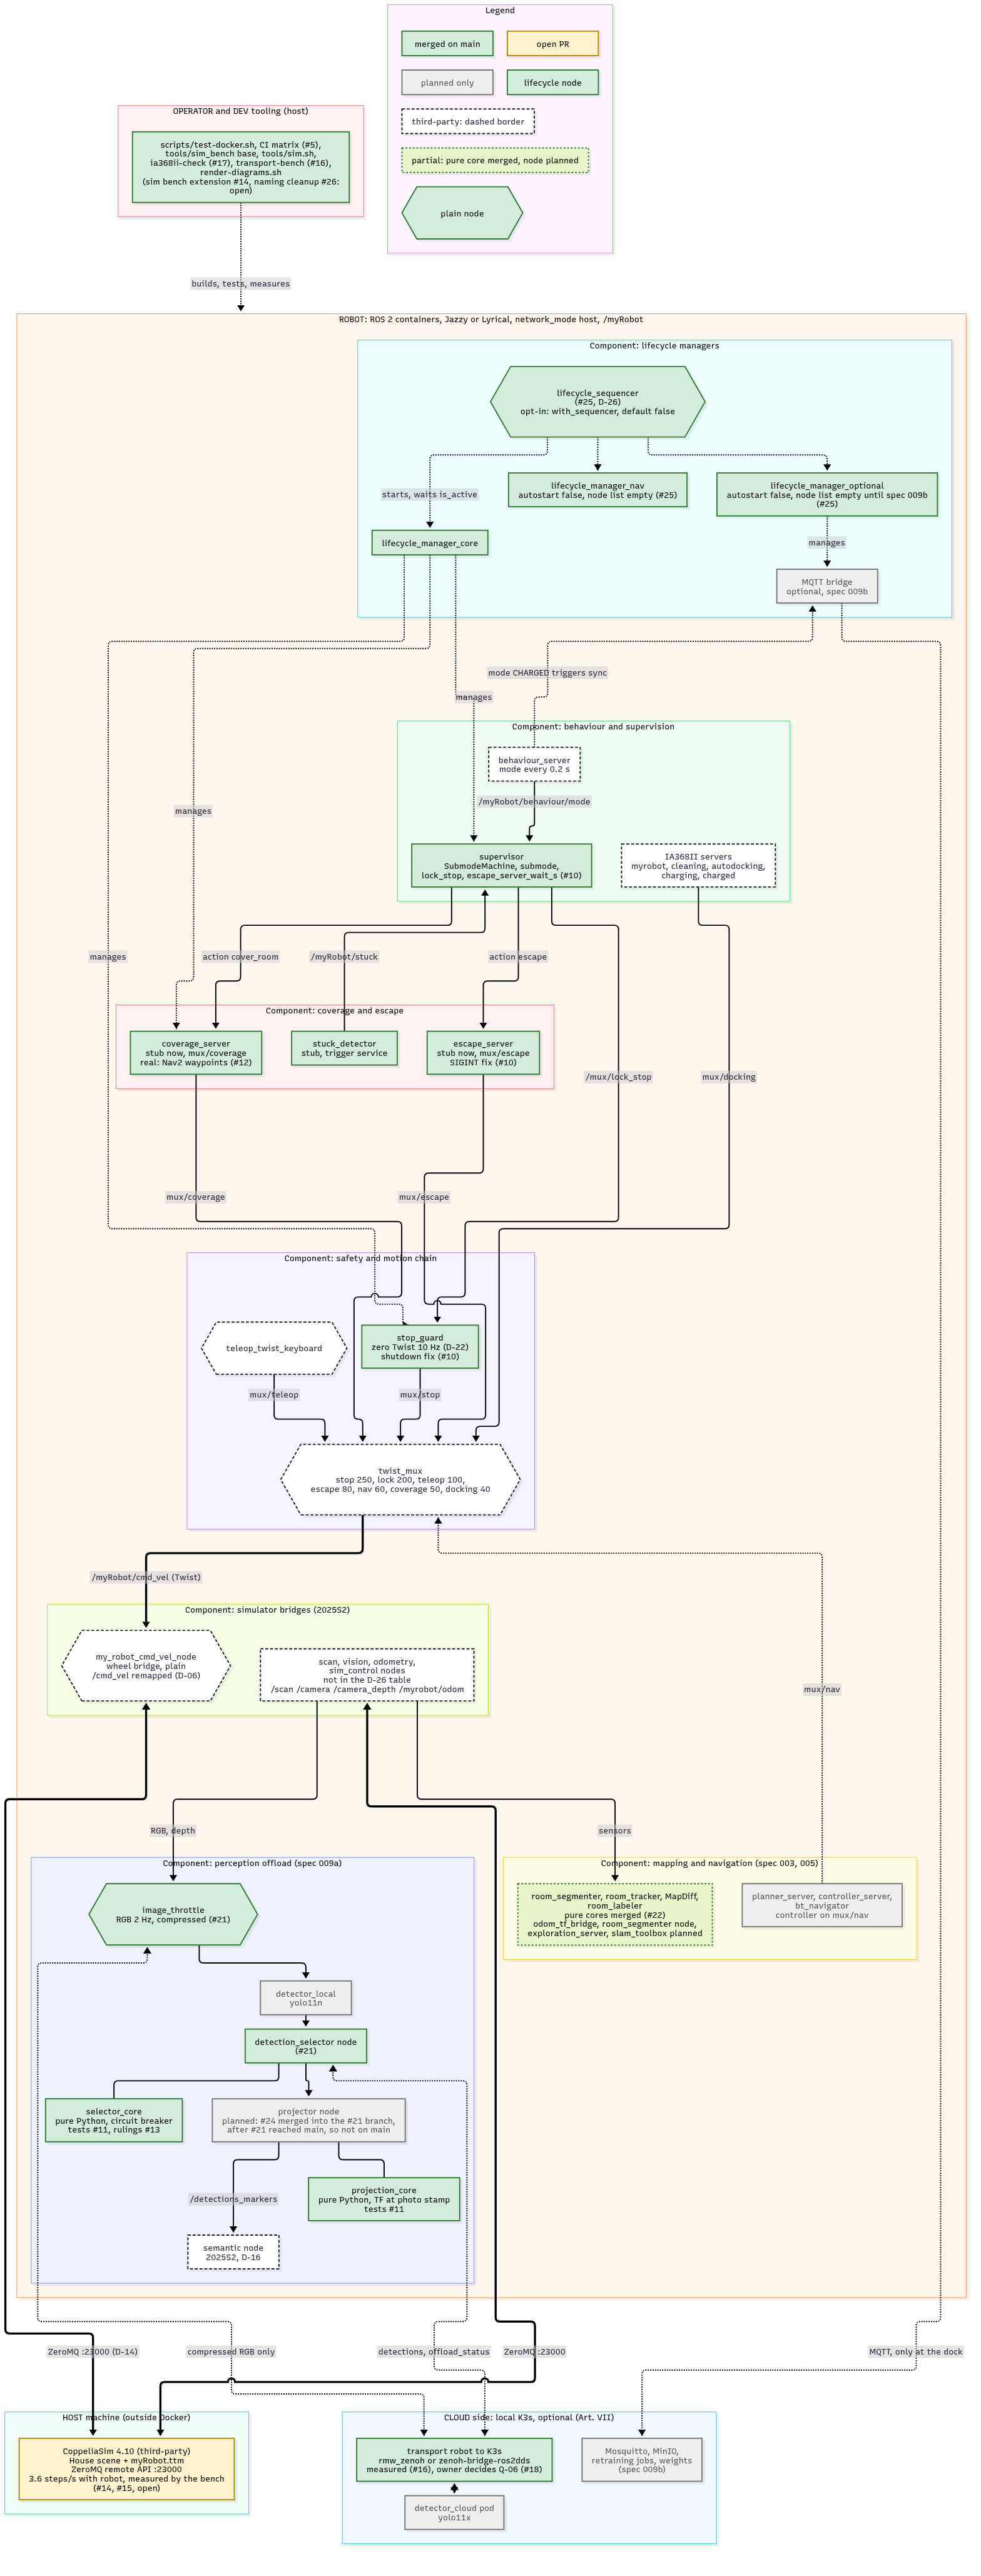 Legend
merged on main
open PR
planned only
lifecycle node
third-party: dashed border
partial: pure core merged, node planned
plain node
OPERATOR and DEV tooling (host)
scripts/test-docker.sh, CI matrix (#5),
tools/sim_bench base, tools/sim.sh,
ia368ii-check (#17), transport-bench (#16),
render-diagrams.sh
(sim bench extension #14, naming cleanup #26:
open)
builds, tests, measures
ROBOT: ROS 2 containers, Jazzy or Lyrical, network_mode host, /myRobot
Component: lifecycle managers
lifecycle_sequencer
(#25, D-26)
opt-in: with_sequencer, default false
starts, waits is_active
lifecycle_manager_nav
autostart false, node list empty (#25)
lifecycle_manager_optional
autostart false, node list empty until spec 009b
(#25)
lifecycle_manager_core
manages
MQTT bridge
optional, spec 009b
mode CHARGED triggers sync
manages
Component: behaviour and supervision
behaviour_server
mode every 0.2 s
/myRobot/behaviour/mode
manages
supervisor
SubmodeMachine, submode,
lock_stop, escape_server_wait_s (#10)
IA368II servers
myrobot, cleaning, autodocking,
charging, charged
manages
action cover_room
/myRobot/stuck
action escape
Component: coverage and escape
coverage_server
stub now, mux/coverage
real: Nav2 waypoints (#12)
stuck_detector
stub, trigger service
escape_server
stub now, mux/escape
SIGINT fix (#10)
/mux/lock_stop
mux/docking
mux/coverage
mux/escape
Component: safety and motion chain
teleop_twist_keyboard
stop_guard
zero Twist 10 Hz (D-22)
shutdown fix (#10)
mux/teleop
mux/stop
twist_mux
stop 250, lock 200, teleop 100,
escape 80, nav 60, coverage 50, docking 40
/myRobot/cmd_vel (Twist)
Component: simulator bridges (2025S2)
my_robot_cmd_vel_node
wheel bridge, plain
/cmd_vel remapped (D-06)
scan, vision, odometry,
sim_control nodes
not in the D-26 table
/scan /camera /camera_depth /myrobot/odom
mux/nav
RGB, depth
sensors
Component: perception offload (spec 009a)
image_throttle
RGB 2 Hz, compressed (#21)
Component: mapping and navigation (spec 003, 005)
room_segmenter, room_tracker, MapDiff,
room_labeler
pure cores merged (#22)
odom_tf_bridge, room_segmenter node,
exploration_server, slam_toolbox planned
planner_server, controller_server,
bt_navigator
controller on mux/nav
detector_local
yolo11n
detection_selector node
(#21)
selector_core
pure Python, circuit breaker
tests #11, rulings #13
projector node
planned: #24 merged into the #21 branch,
after #21 reached main, so not on main
/detections_markers
projection_core
pure Python, TF at photo stamp
tests #11
semantic node
2025S2, D-16
ZeroMQ :23000 (D-14)
compressed RGB only
detections, offload_status
ZeroMQ :23000
MQTT, only at the dock
HOST machine (outside Docker)
CoppeliaSim 4.10 (third-party)
House scene + myRobot.ttm
ZeroMQ remote API :23000
3.6 steps/s with robot, measured by the bench
(#14, #15, open)
CLOUD side: local K3s, optional (Art. VII)
transport robot to K3s
rmw_zenoh or zenoh-bridge-ros2dds
measured (#16), owner decides Q-06 (#18)
Mosquitto, MinIO,
retraining jobs, weights
(spec 009b)
detector_cloud pod
yolo11x